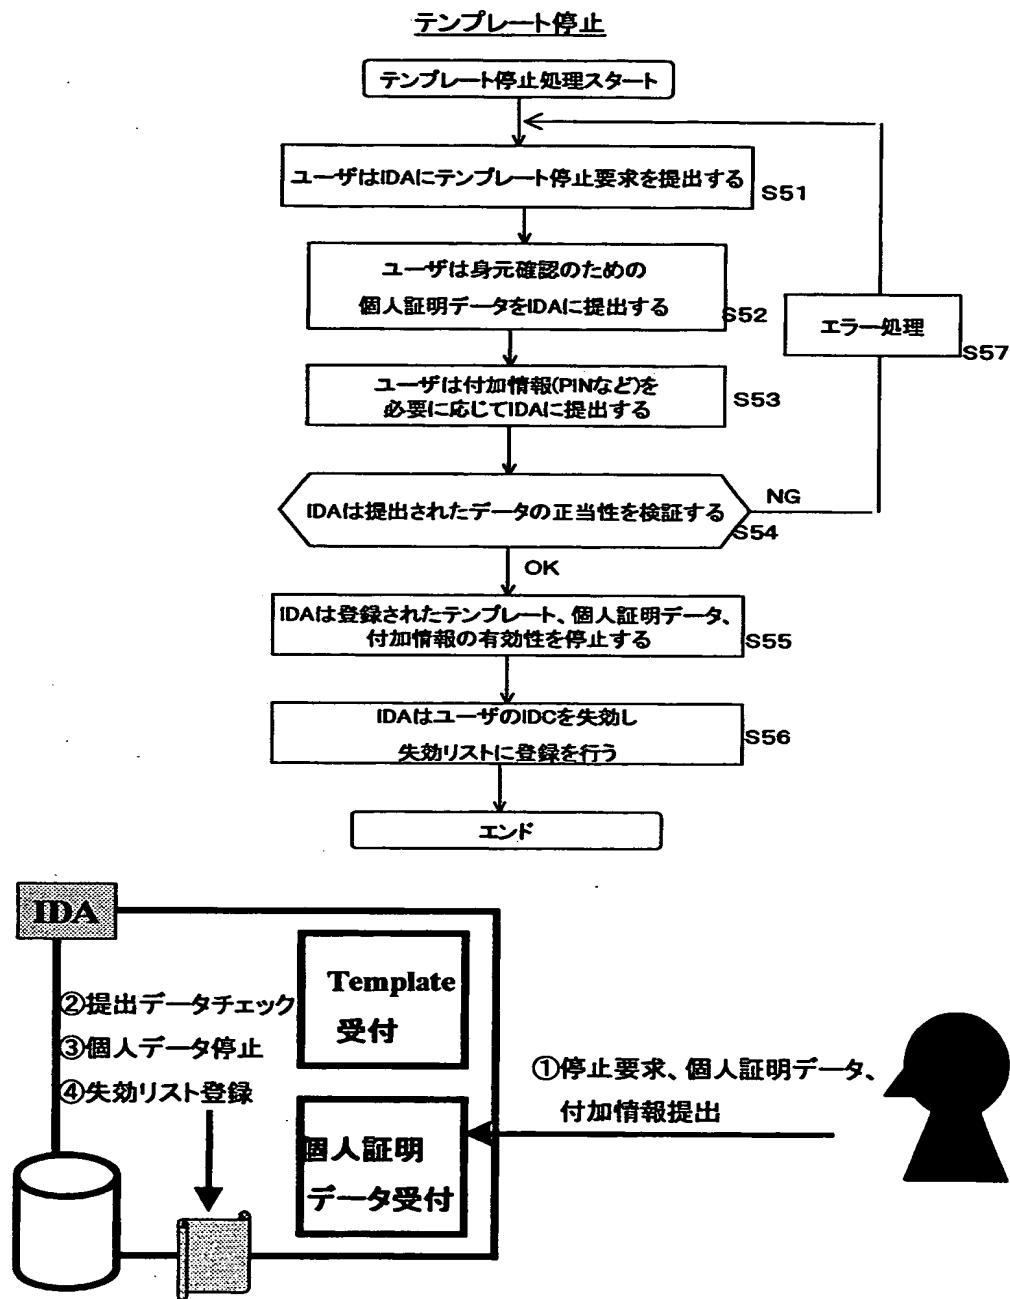 テンプレート停止
テンプレート停止処理スタート
ユーザはIDAにテンプレート停止要求を提出する
S51
ユーザは身元確認のための
個人証明データをIDAに提出する
S52
エラー処理
S57
ユーザは付加情報(PINなど)を
必要に応じてIDAに提出する
S53
IDAは提出されたデータの正当性を検証する
NG
S54
OK
IDAは登録されたテンプレート、個人証明データ、
付加情報の有効性を停止する
S55
IDAはユーザのIDCを失効し
失効リストに登録を行う
S56
エンド
IDA
Template
受付
②提出データチェック
③個人データ停止
④失効リスト登録
①停止要求、個人証明データ、
付加情報提出
個人証明
データ受付